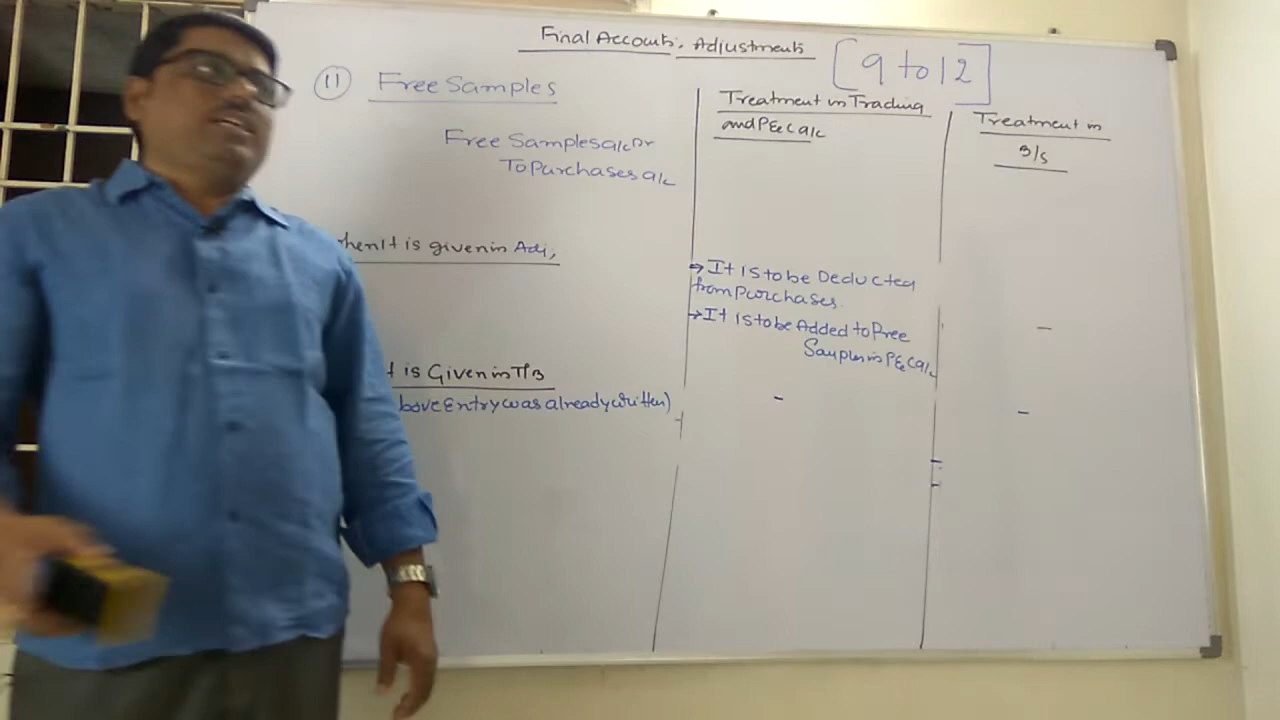 Final Accounts, Adjustments
[9 to 12]
11 Free Samples
Free Samples a/c Dr
To Purchases a/c
Treatment in Trading
and P&L a/c
Treatment in
B/S
when It is given in Adj,
→ It is to be Deducted
from Purchases.
→ It is to be Added to Free
Samples in P&L a/c
-
t is Given in T/B
bove Entry was already written)
-
-